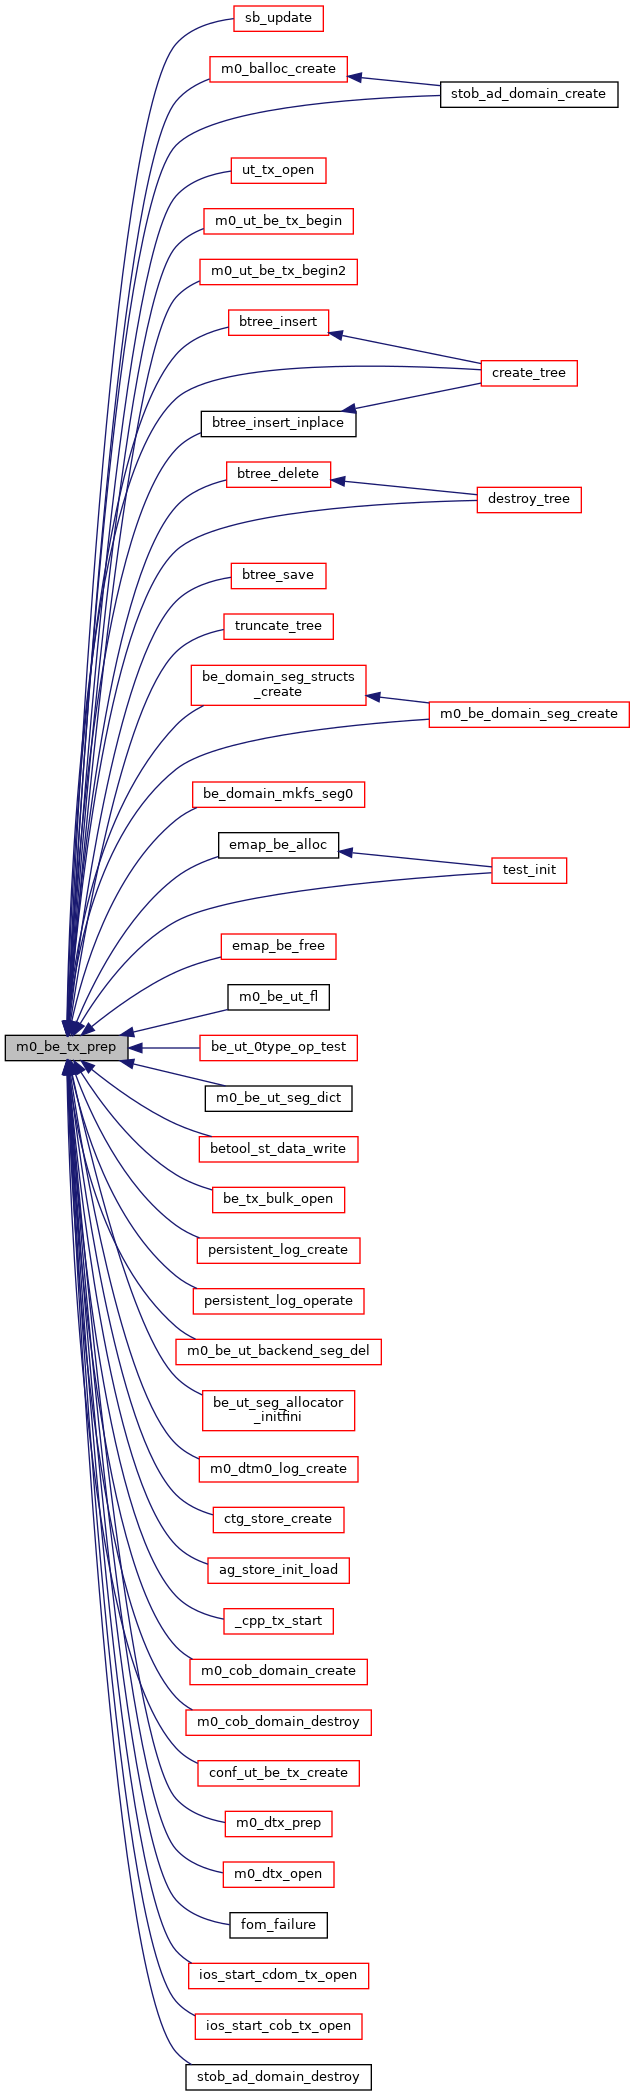 sb_update
m0_balloc_create
stob_ad_domain_create
ut_tx_open
m0_ut_be_tx_begin
m0_ut_be_tx_begin2
btree_insert
create_tree
btree_insert_inplace
btree_delete
destroy_tree
btree_save
truncate_tree
be_domain_seg_structs
_create
m0_be_domain_seg_create
be_domain_mkfs_seg0
emap_be_alloc
test_init
emap_be_free
m0_be_ut_fl
m0_be_tx_prep
be_ut_0type_op_test
m0_be_ut_seg_dict
betool_st_data_write
be_tx_bulk_open
persistent_log_create
persistent_log_operate
m0_be_ut_backend_seg_del
be_ut_seg_allocator
_initfini
m0_dtm0_log_create
ctg_store_create
ag_store_init_load
_cpp_tx_start
m0_cob_domain_create
m0_cob_domain_destroy
conf_ut_be_tx_create
m0_dtx_prep
m0_dtx_open
fom_failure
ios_start_cdom_tx_open
ios_start_cob_tx_open
stob_ad_domain_destroy